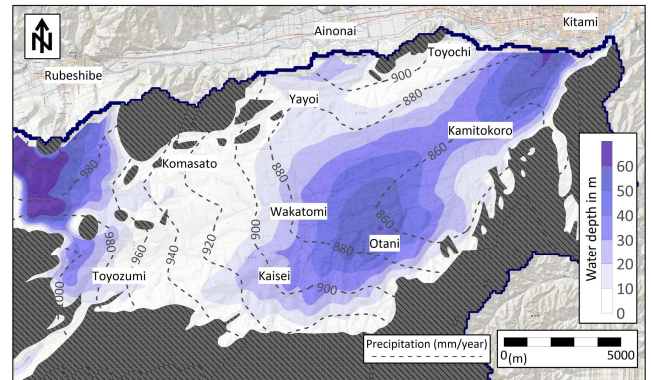 N
Ainonai
Kitami
Rubeshibe
Toyochi
900
Yayoi
880
Kamitokoro
980
Komasato
860
880
Wakatomi
860
900
920
Otani
980
960
940
880
Toyozumi
Kaisei
900
1000
Water depth in m
60
50
40
30
20
10
0
Precipitation (mm/year)
0(m) 5000